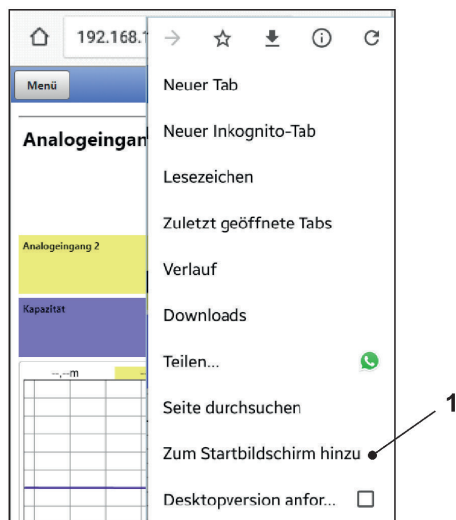 192.168.1
Menü
Analogeingan
Analogeingang 2
Kapazität
--,--m
Neuer Tab
Neuer Inkognito-Tab
Lesezeichen
Zuletzt geöffnete Tabs
Verlauf
Downloads
Teilen...
Seite durchsuchen
Zum Startbildschirm hinzu
Desktopversion anfor...
1